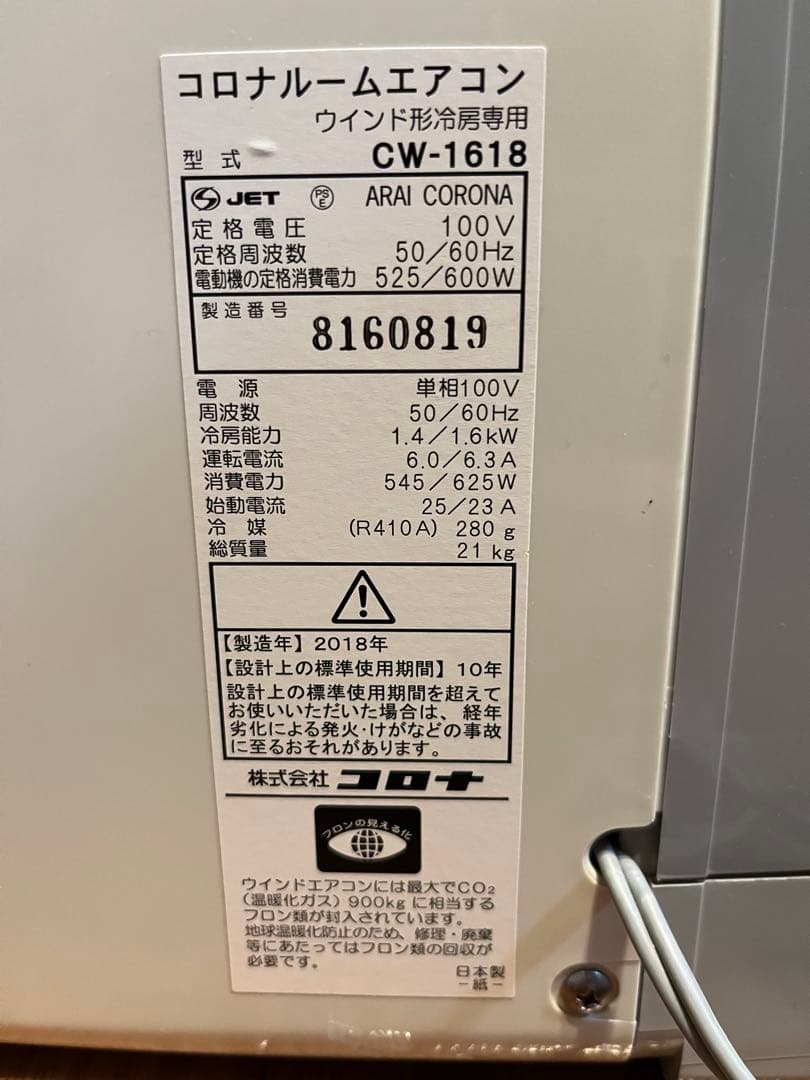 コロナルームエアコン
ウインド形冷房専用
型式 CW-1618
JET PSE ARAI CORONA
定格電圧 100V
定格周波数 50/60Hz
電動機の定格消費電力 525/600W
製造番号
8160819
電源 単相100V
周波数 50/60Hz
冷房能力 1.4/1.6kW
運転電流 6.0/6.3A
消費電力 545/625W
始動電流 25/23A
冷媒 (R410A) 280g
総質量 21kg
【製造年】2018年
【設計上の標準使用期間】10年
設計上の標準使用期間を超えて
お使いいただいた場合は、経年
劣化による発火・けがなどの事故
に至るおそれがあります。
株式会社 コロナ
フロンの見える化
ウインドエアコンには最大でCO₂
(温暖化ガス) 900kgに相当する
フロン類が封入されています。
地球温暖化防止のため、修理・廃棄
等にあたってはフロン類の回収が
必要です。
日本製
-紙-